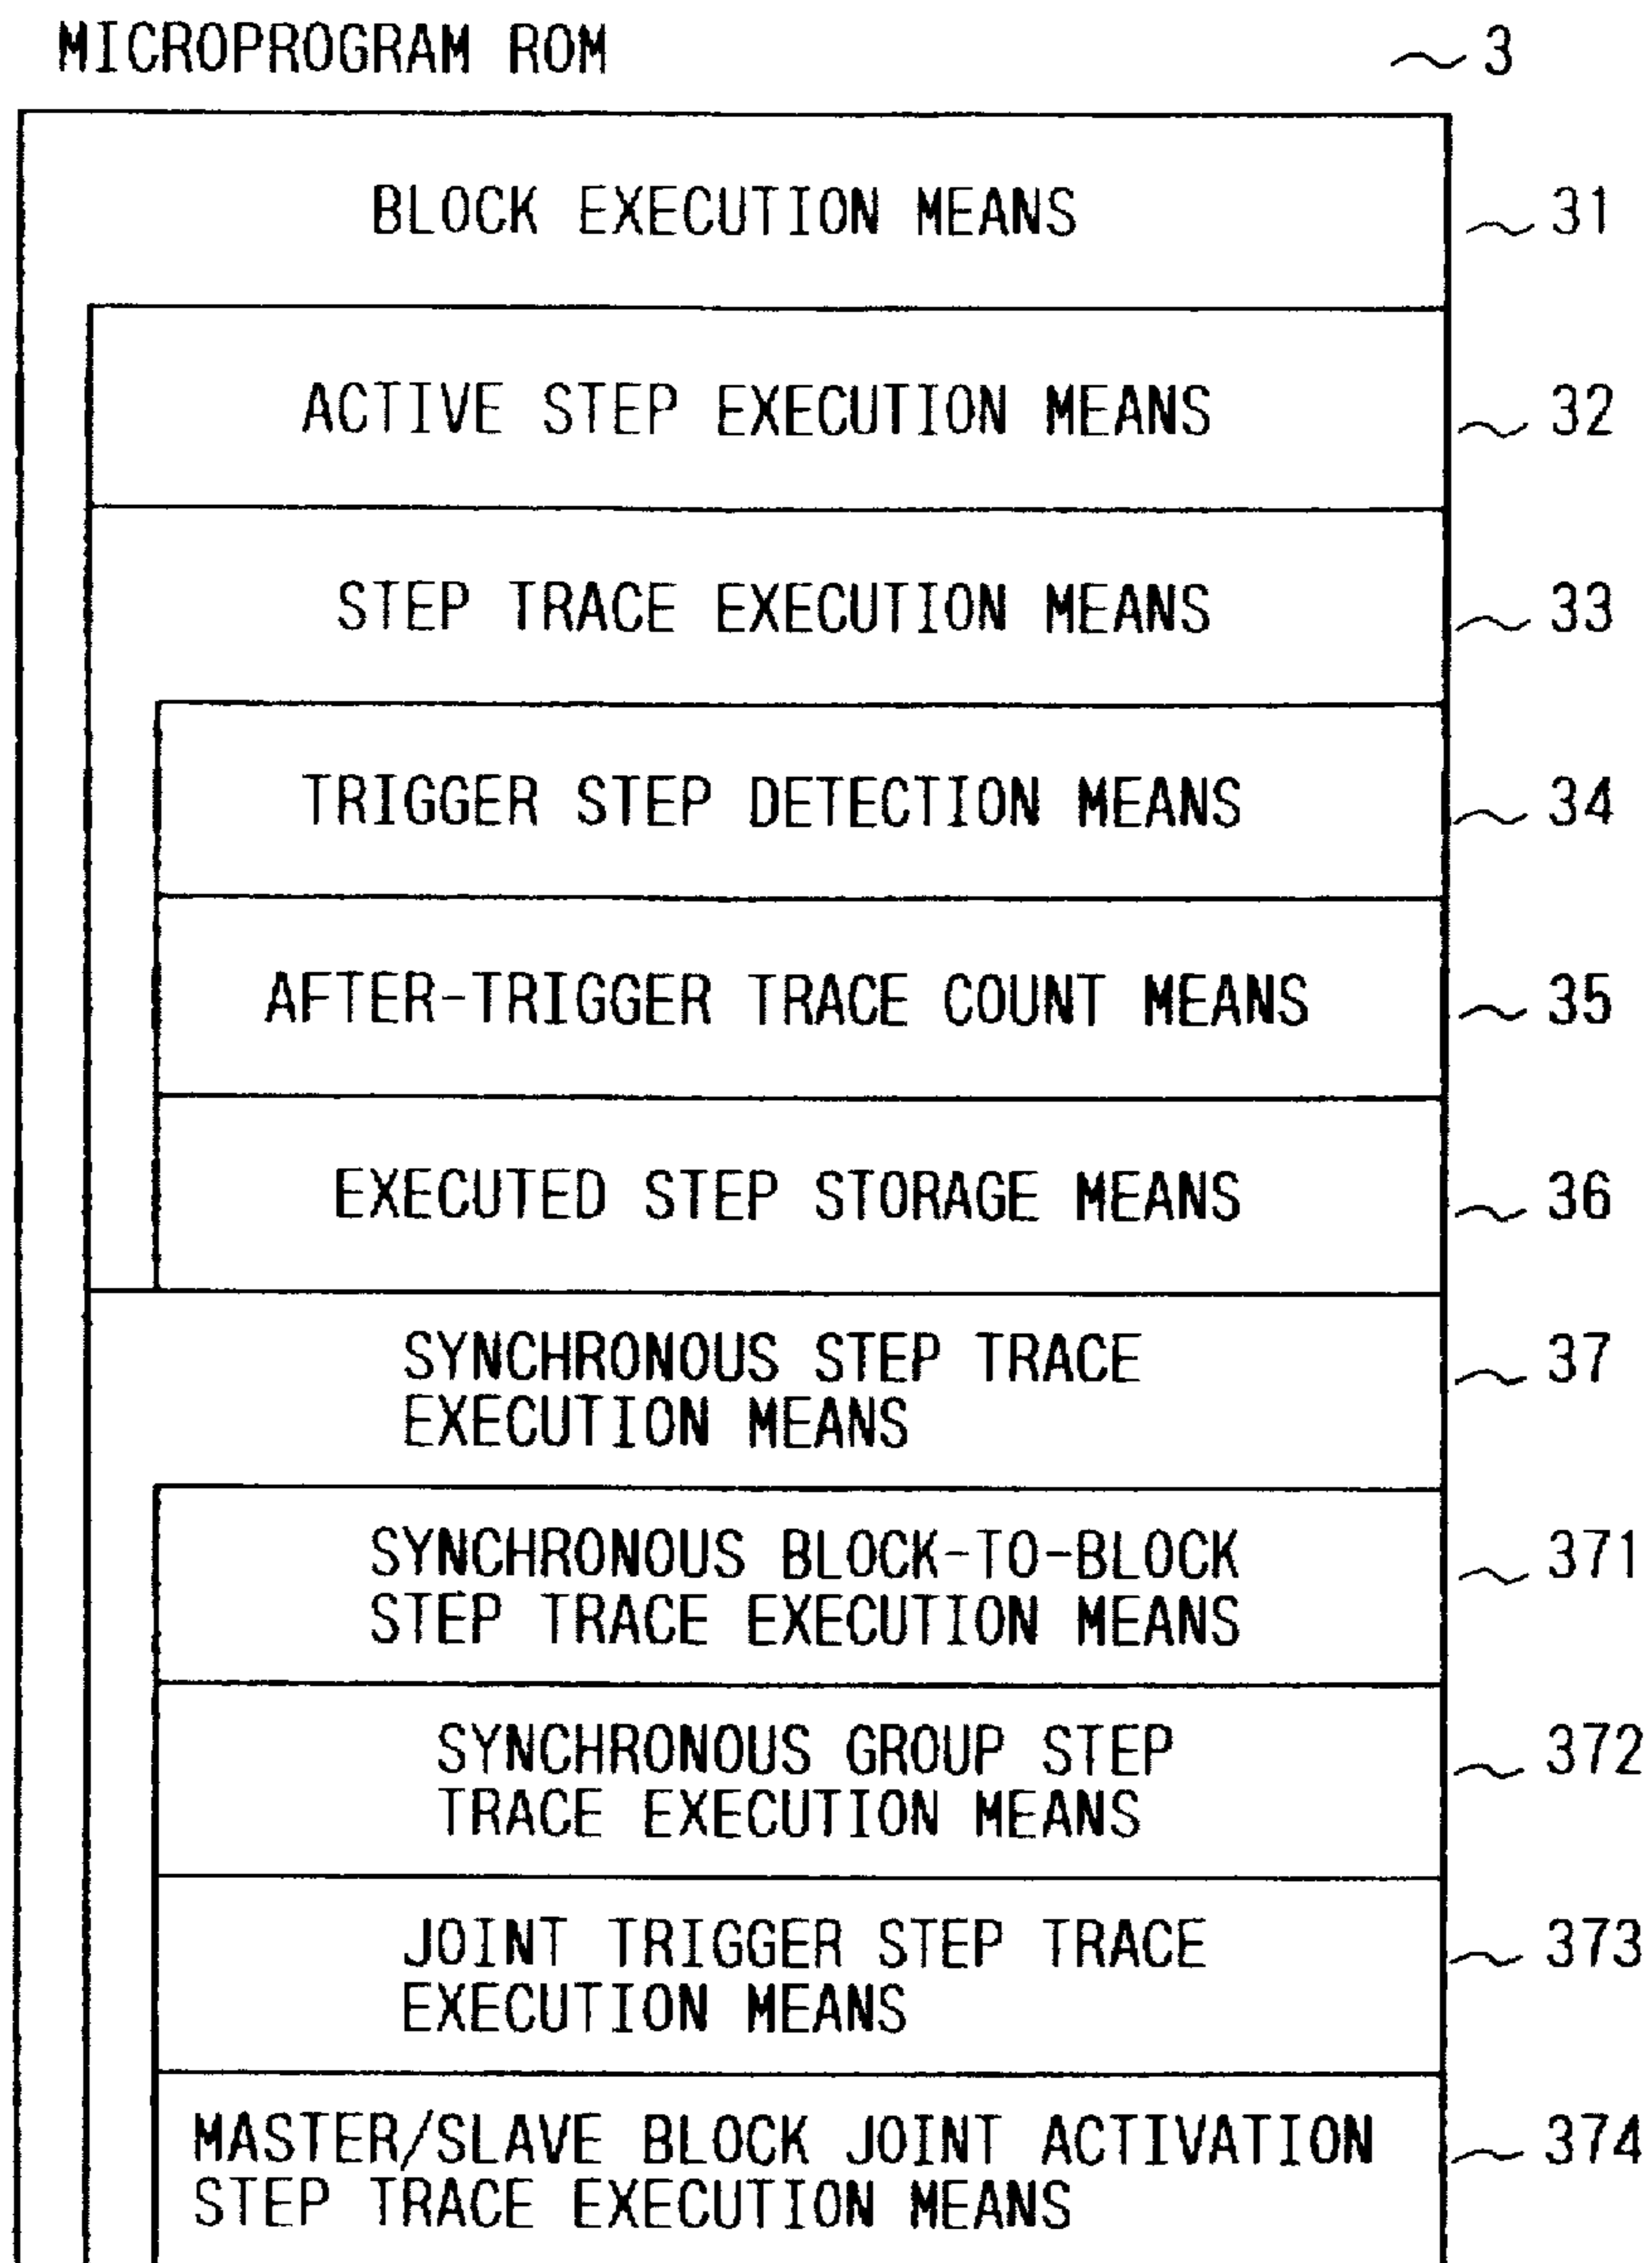 MICROPROGRAM ROM 3
BLOCK EXECUTION MEANS 31
ACTIVE STEP EXECUTION MEANS 32
STEP TRACE EXECUTION MEANS 33
TRIGGER STEP DETECTION MEANS 34
AFTER-TRIGGER TRACE COUNT MEANS 35
EXECUTED STEP STORAGE MEANS 36
SYNCHRONOUS STEP TRACE 37
EXECUTION MEANS
SYNCHRONOUS BLOCK-TO-BLOCK 371
STEP TRACE EXECUTION MEANS
SYNCHRONOUS GROUP STEP 372
TRACE EXECUTION MEANS
JOINT TRIGGER STEP TRACE 373
EXECUTION MEANS
MASTER/SLAVE BLOCK JOINT ACTIVATION 374
STEP TRACE EXECUTION MEANS